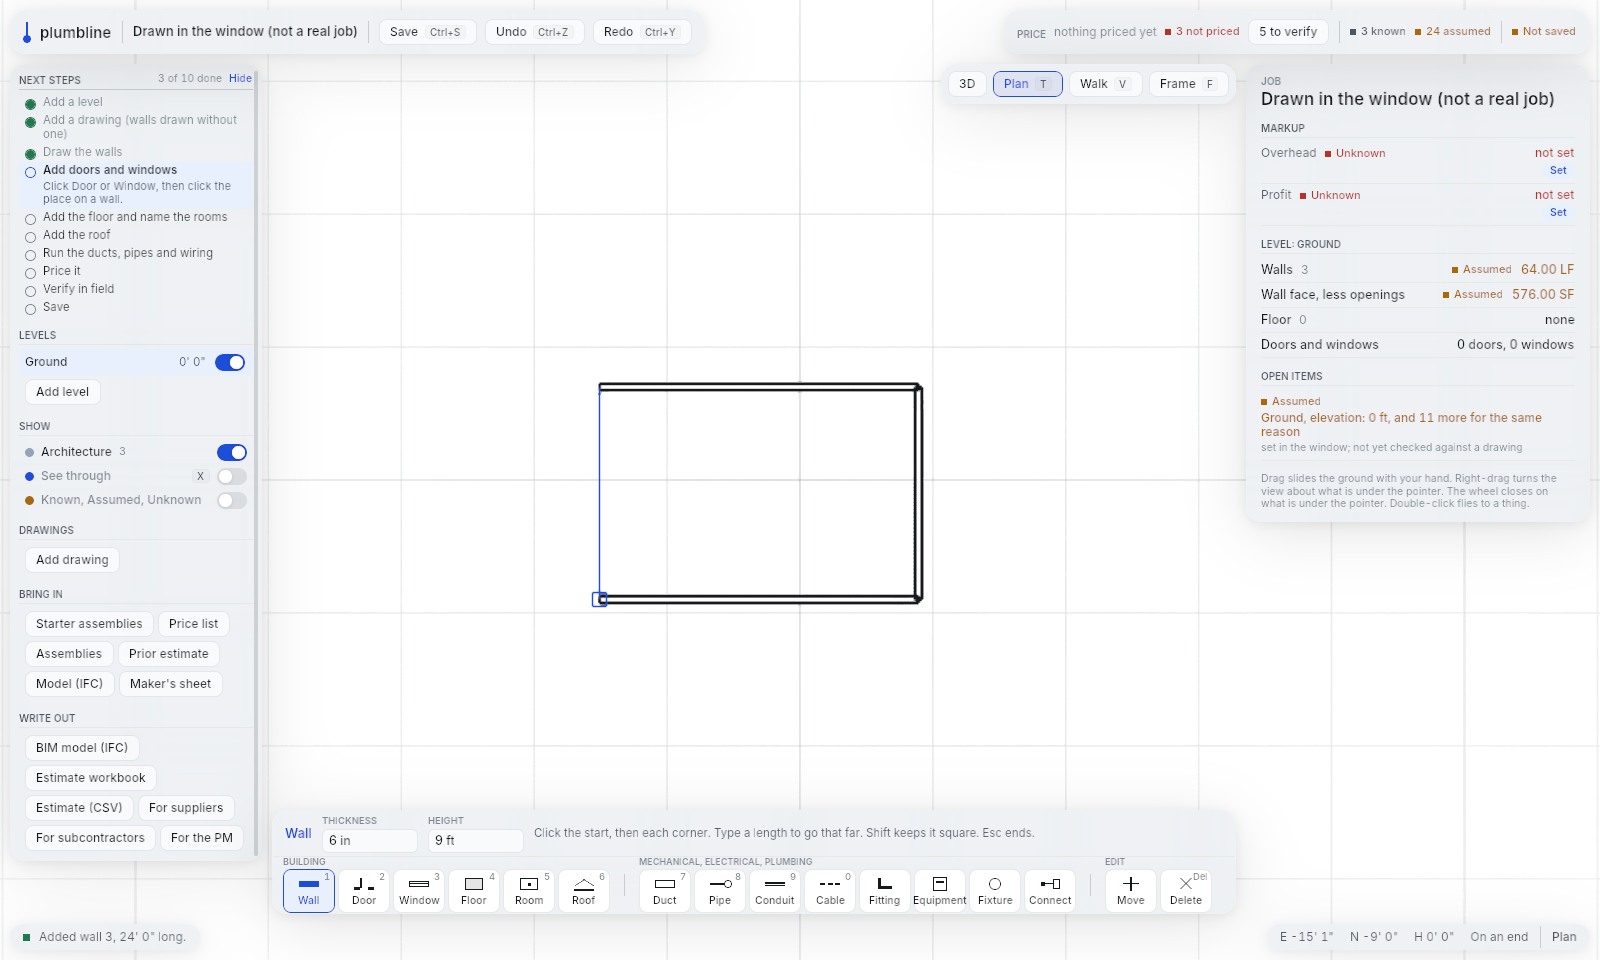 plumbline
Drawn in the window (not a real job)
Save Ctrl+S
Undo Ctrl+Z
Redo Ctrl+Y
PRICE nothing priced yet 3 not priced 5 to verify 3 known 24 assumed Not saved
NEXT STEPS 3 of 10 done Hide
Add a level
Add a drawing (walls drawn without
one)
Draw the walls
Add doors and windows
Click Door or Window, then click the
place on a wall.
Add the floor and name the rooms
Add the roof
Run the ducts, pipes and wiring
Price it
Verify in field
Save
LEVELS
Ground 0' 0"
Add level
SHOW
Architecture 3
See through X
Known, Assumed, Unknown
DRAWINGS
Add drawing
BRING IN
Starter assemblies Price list
Assemblies Prior estimate
Model (IFC) Maker's sheet
WRITE OUT
BIM model (IFC)
Estimate workbook
Estimate (CSV) For suppliers
For subcontractors For the PM
3D Plan T Walk V Frame F
JOB
Drawn in the window (not a real job)
MARKUP
Overhead Unknown not set
Set
Profit Unknown not set
Set
LEVEL: GROUND
Walls 3 Assumed 64.00 LF
Wall face, less openings Assumed 576.00 SF
Floor 0 none
Doors and windows 0 doors, 0 windows
OPEN ITEMS
Assumed
Ground, elevation: 0 ft, and 11 more for the same
reason
set in the window; not yet checked against a drawing
Drag slides the ground with your hand. Right-drag turns the
view about what is under the pointer. The wheel closes on
what is under the pointer. Double-click flies to a thing.
Wall
THICKNESS
6 in
HEIGHT
9 ft
Click the start, then each corner. Type a length to go that far. Shift keeps it square. Esc ends.
BUILDING
1 Wall
2 Door
3 Window
4 Floor
5 Room
6 Roof
MECHANICAL, ELECTRICAL, PLUMBING
7 Duct
8 Pipe
9 Conduit
0 Cable
Fitting
Equipment
Fixture
Connect
EDIT
Move
Del Delete
Added wall 3, 24' 0" long.
E -15' 1" N -9' 0" H 0' 0" On an end Plan